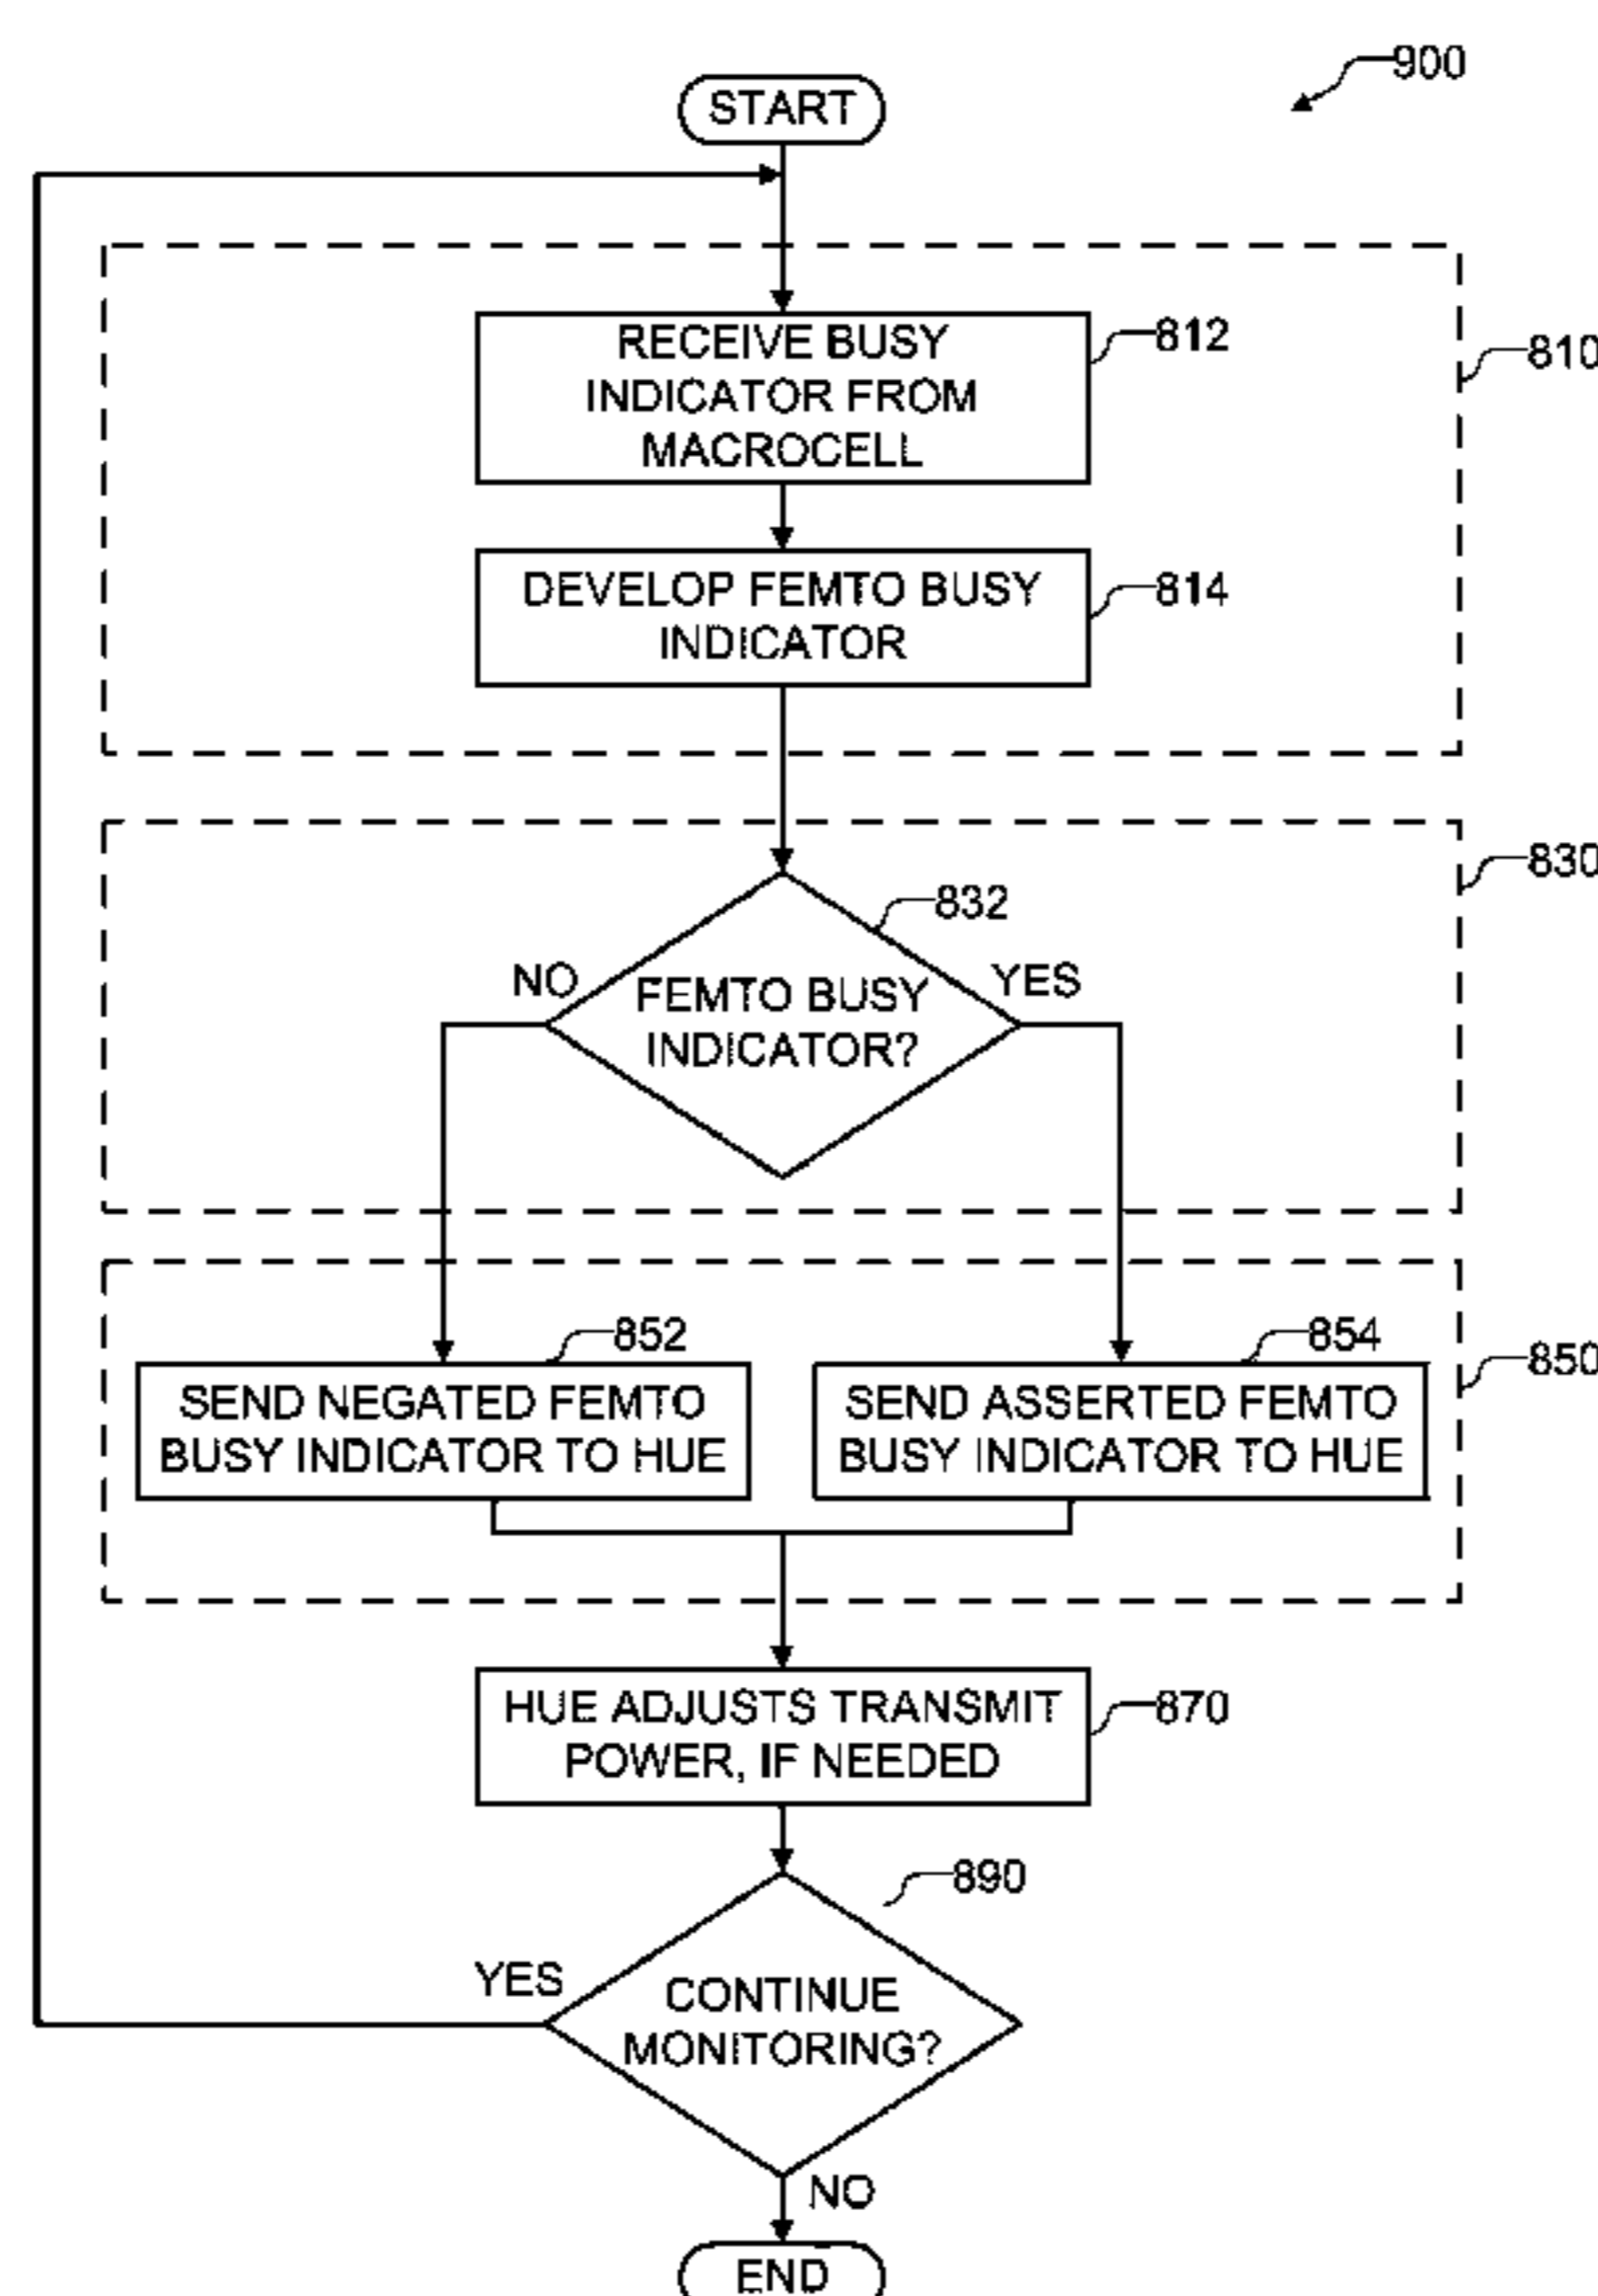 900
START
RECEIVE BUSY
INDICATOR FROM
MACROCELL
812
810
DEVELOP FEMTO BUSY
INDICATOR
814
830
832
NO
FEMTO BUSY
INDICATOR?
YES
852
854
850
SEND NEGATED FEMTO
BUSY INDICATOR TO HUE
SEND ASSERTED FEMTO
BUSY INDICATOR TO HUE
HUE ADJUSTS TRANSMIT
POWER, IF NEEDED
870
890
YES
CONTINUE
MONITORING?
NO
END